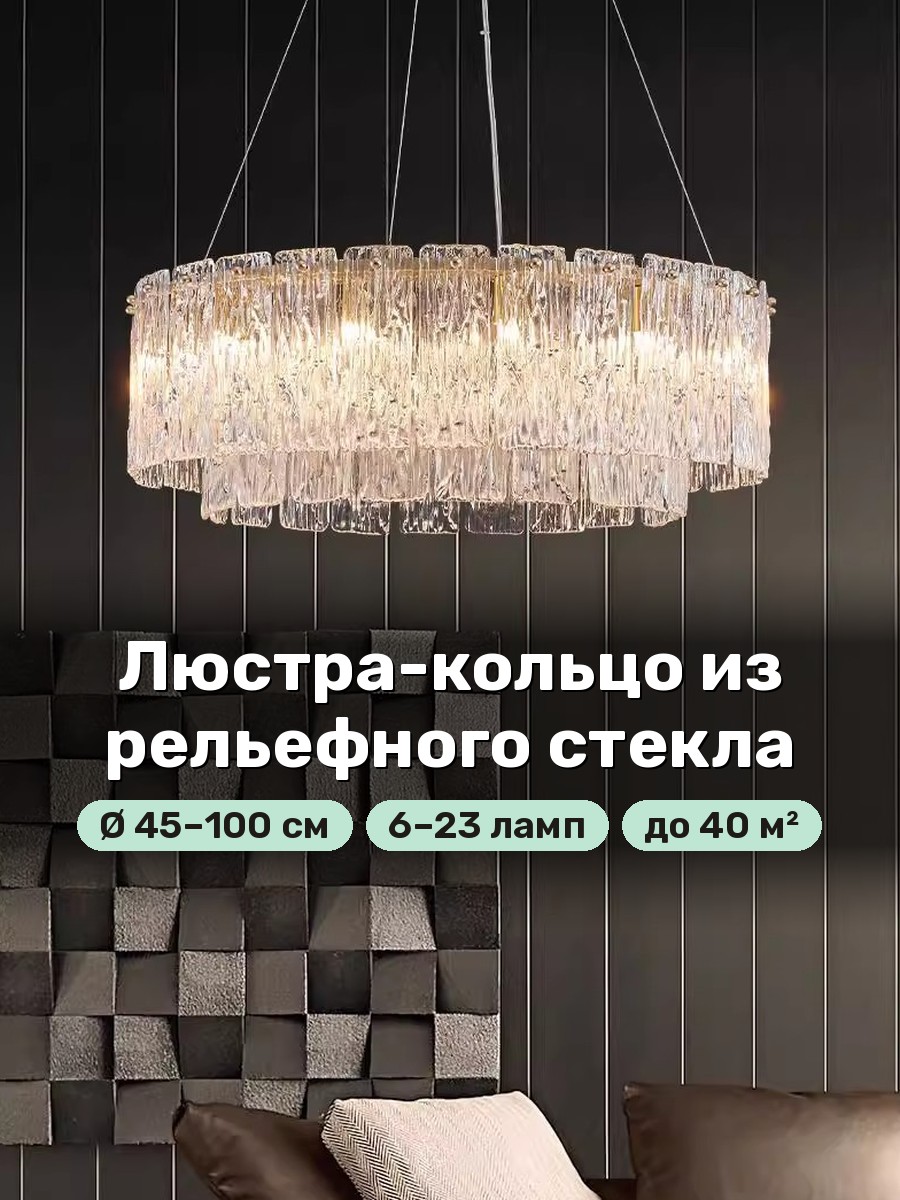 Люстра-кольцо из
рельефного стекла
Ø 45–100 см
6–23 ламп
до 40 м²